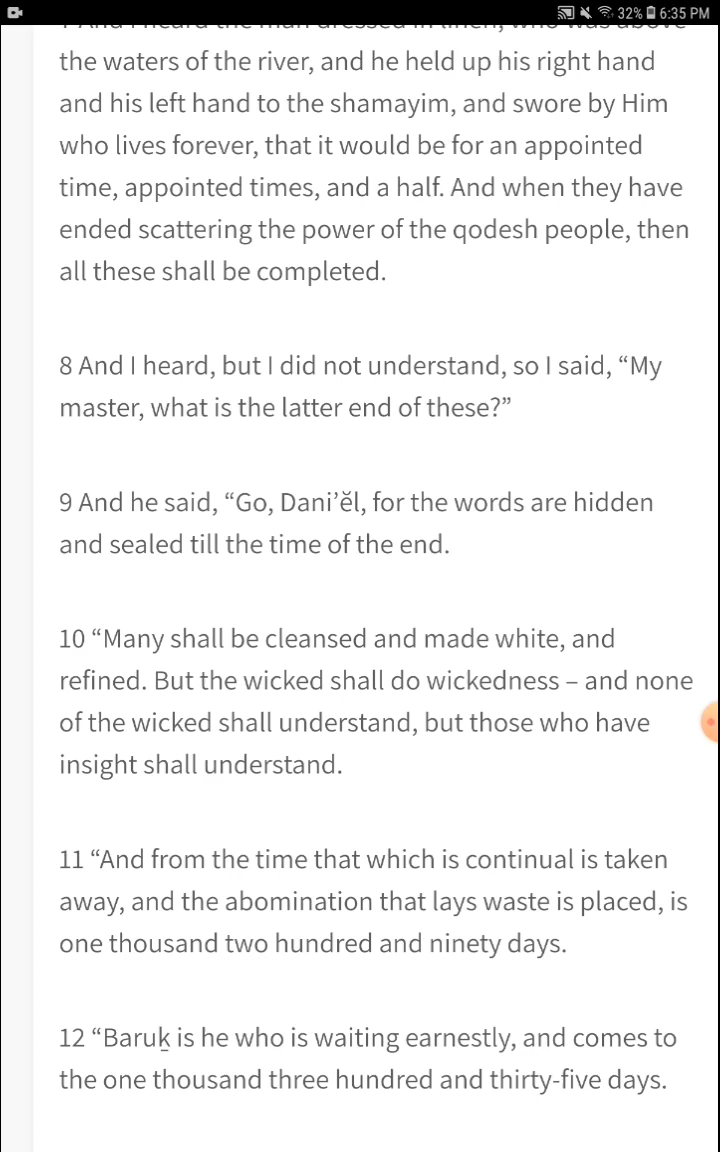 32% 6:35 PM
the waters of the river, and he held up his right hand
and his left hand to the shamayim, and swore by Him
who lives forever, that it would be for an appointed
time, appointed times, and a half. And when they have
ended scattering the power of the qodesh people, then
all these shall be completed.
8 And I heard, but I did not understand, so I said, “My
master, what is the latter end of these?”
9 And he said, “Go, Dani’ĕl, for the words are hidden
and sealed till the time of the end.
10 “Many shall be cleansed and made white, and
refined. But the wicked shall do wickedness – and none
of the wicked shall understand, but those who have
insight shall understand.
11 “And from the time that which is continual is taken
away, and the abomination that lays waste is placed, is
one thousand two hundred and ninety days.
12 “Baruḵ is he who is waiting earnestly, and comes to
the one thousand three hundred and thirty-five days.